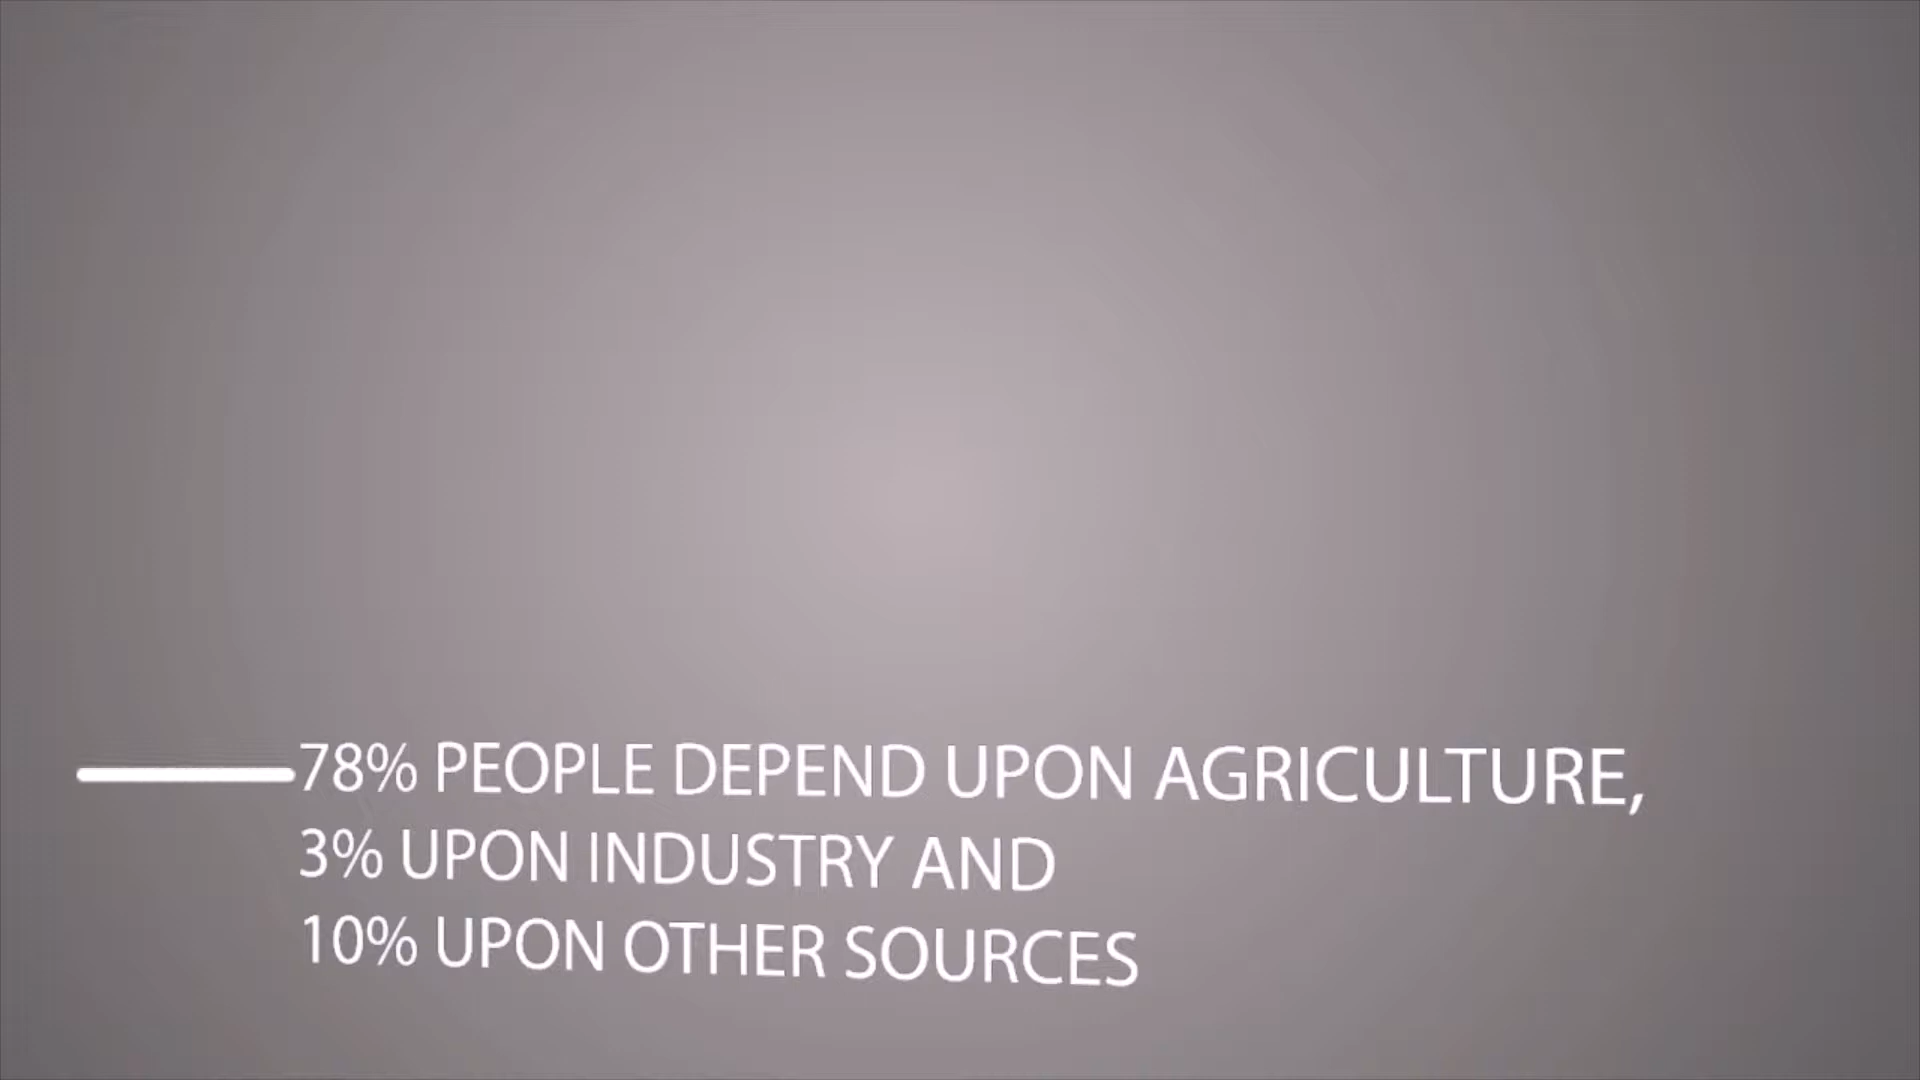 78% PEOPLE DEPEND UPON AGRICULTURE,
3% UPON INDUSTRY AND
10% UPON OTHER SOURCES